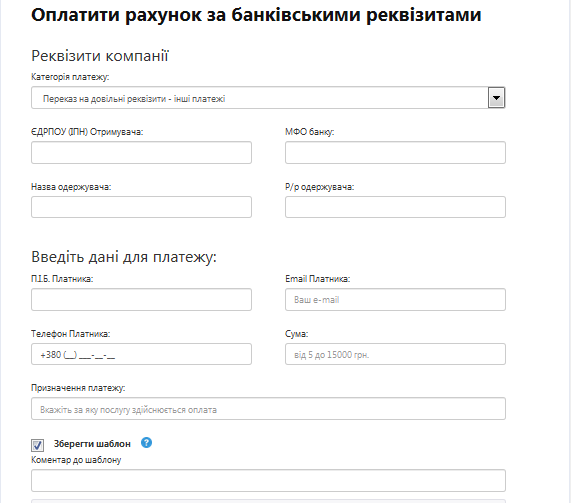 Оплатити рахунок за банківськими реквізитами
Реквізити компанії
Категорія платежу:
Переказ на довільні реквізити - інші платежі
ЄДРПОУ (ІПН) Отримувача: МФО банку:
Назва одержувача: Р/р одержувача:
Введіть дані для платежу:
П.І.Б. Платника: Email Платника:
Ваш e-mail
Телефон Платника: Сума:
+380 (__) ___-__-__ від 5 до 15000 грн.
Призначення платежу:
Вкажіть за яку послугу здійснюється оплата
Зберегти шаблон ?
Коментар до шаблону